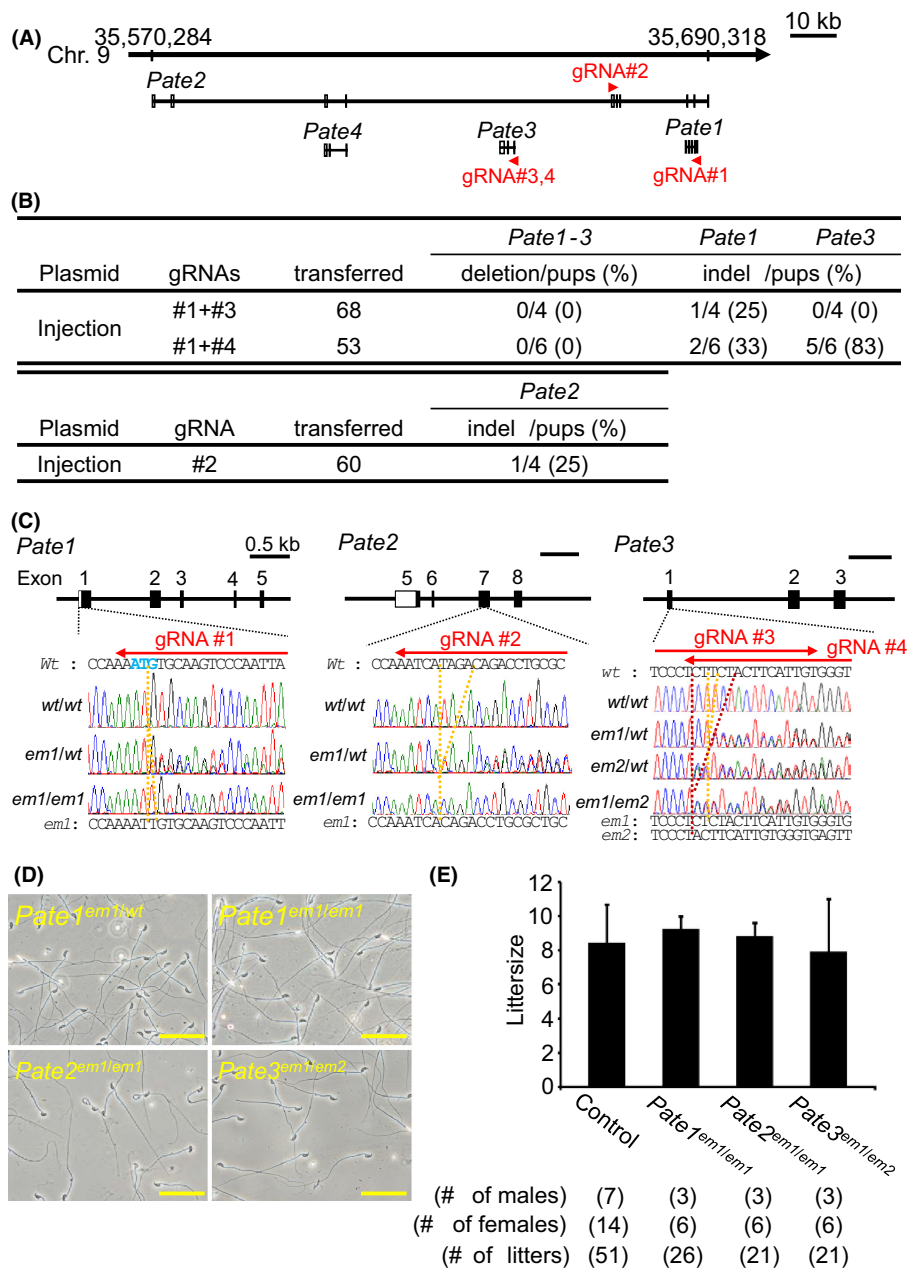 (A)
10 kb
35,570,284
35,690,318
Chr. 9
gRNA#2
Pate2
Pate4
Pate3
Pate1
gRNA#3,4
gRNA#1
(B)
Pate1-3 Pate1 Pate3
Plasmid gRNAs transferred deletion/pups (%) indel /pups (%)
Injection #1+#3 68 0/4 (0) 1/4 (25) 0/4 (0)
#1+#4 53 0/6 (0) 2/6 (33) 5/6 (83)
Pate2
Plasmid gRNA transferred indel /pups (%)
Injection #2 60 1/4 (25)
(C)
Pate1
0.5 kb
Exon 1 2 3 4 5
gRNA #1
Wt : CCAAAATGTGCAAGTCCCAATTA
wt/wt
em1/wt
em1/em1
em1: CCAAAATTGTGCAAGTCCCAATT
Pate2
5 6 7 8
gRNA #2
Wt : CCAAATCATAGACAGACCTGCGC
wt/wt
em1/wt
em1/em1
em1: CCAAATCACAGACCTGCGCTGC
Pate3
1 2 3
gRNA #3
gRNA #4
wt : TCCCTCTTCTACTTCATTGTGGGT
wt/wt
em1/wt
em2/wt
em1/em2
em1: TCCCTCTCTACTTCATTGTGGGTG
em2: TCCCTACTTCATTGTGGGTGAGTT
(D)
Pate1em1/wt
Pate1em1/em1
Pate2em1/em1
Pate3em1/em2
(E)
Littersize
12
10
8
6
4
2
0
Control Pate1em1/em1 Pate2em1/em1 Pate3em1/em2
(# of males) (7) (3) (3) (3)
(# of females) (14) (6) (6) (6)
(# of litters) (51) (26) (21) (21)